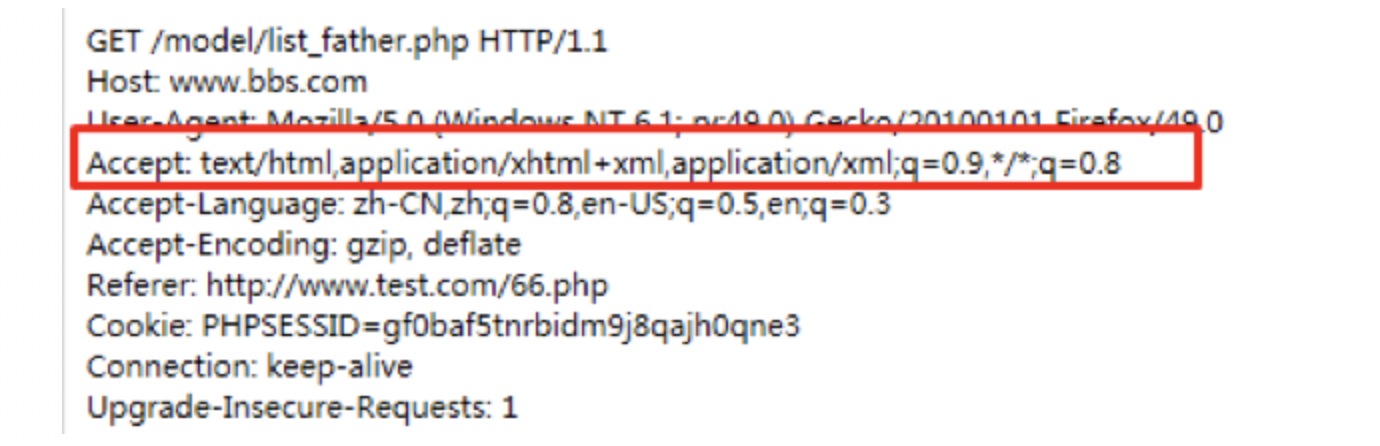 GET /model/list_father.php HTTP/1.1
Host: www.bbs.com
User-Agent: Mozilla/5.0 (Windows NT 6.1; rv:49.0) Gecko/20100101 Firefox/49.0
Accept: text/html,application/xhtml+xml,application/xml;q=0.9,*/*;q=0.8
Accept-Language: zh-CN,zh;q=0.8,en-US;q=0.5,en;q=0.3
Accept-Encoding: gzip, deflate
Referer: http://www.test.com/66.php
Cookie: PHPSESSID=gf0baf5tnrbidm9j8qajh0qne3
Connection: keep-alive
Upgrade-Insecure-Requests: 1